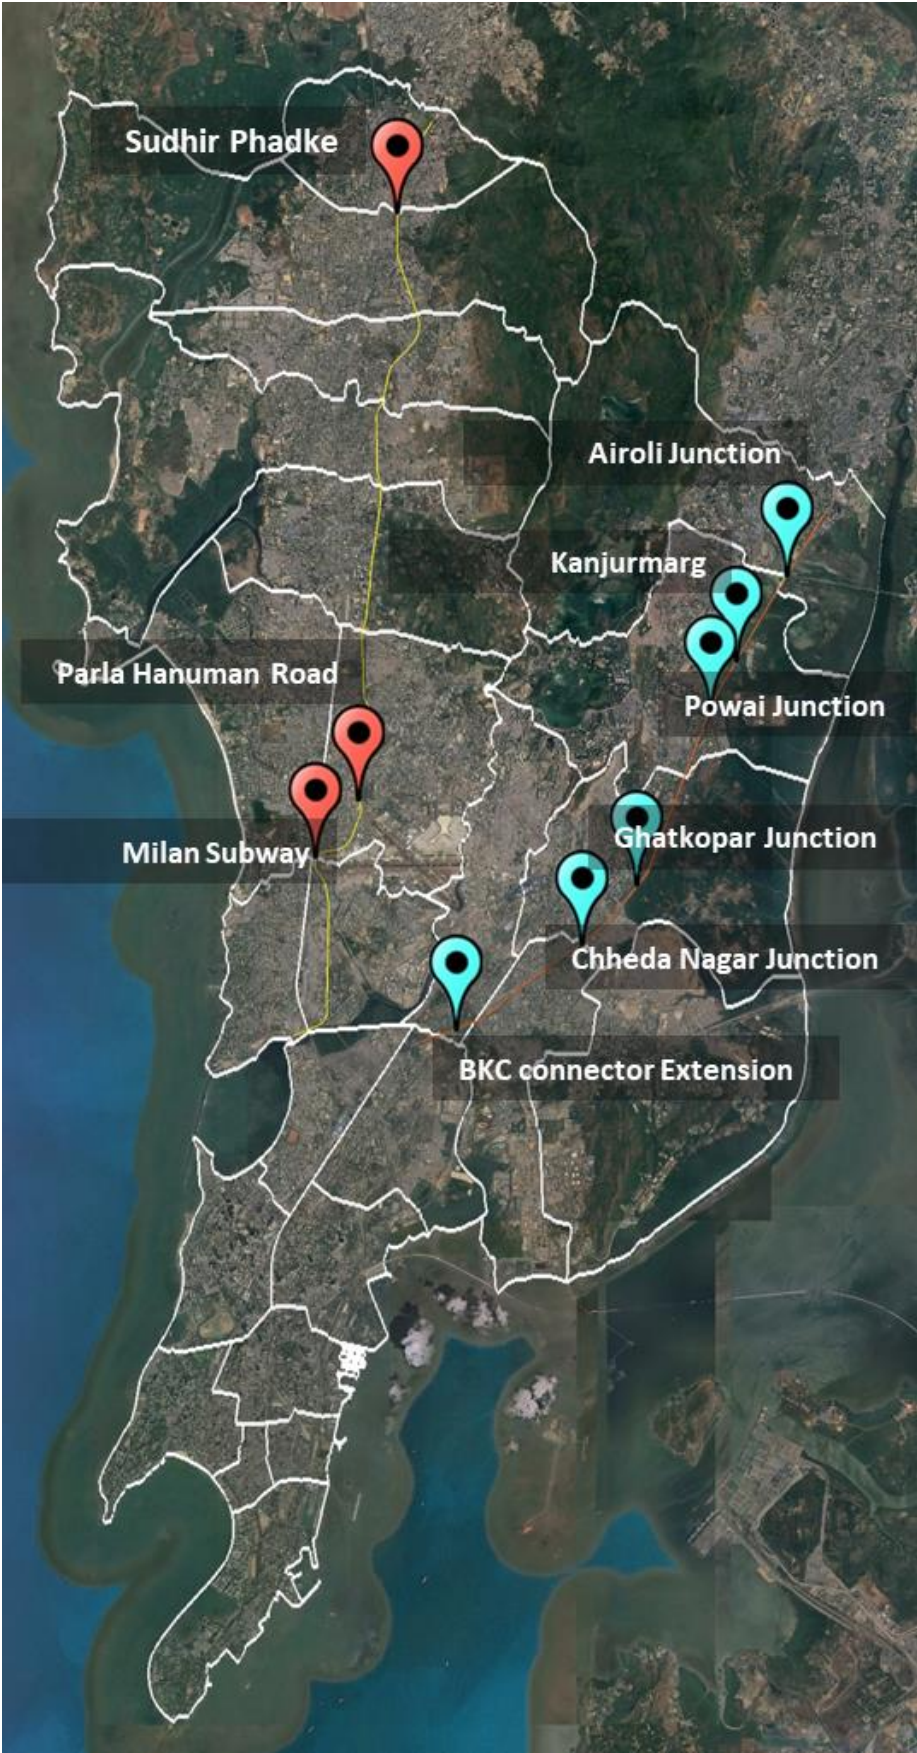 Sudhir Phadke
Airoli Junction
Kanjurmarg
Parla Hanuman Road
Powai Junction
Ghatkopar Junction
Milan Subway
Chheda Nagar Junction
BKC connector Extension